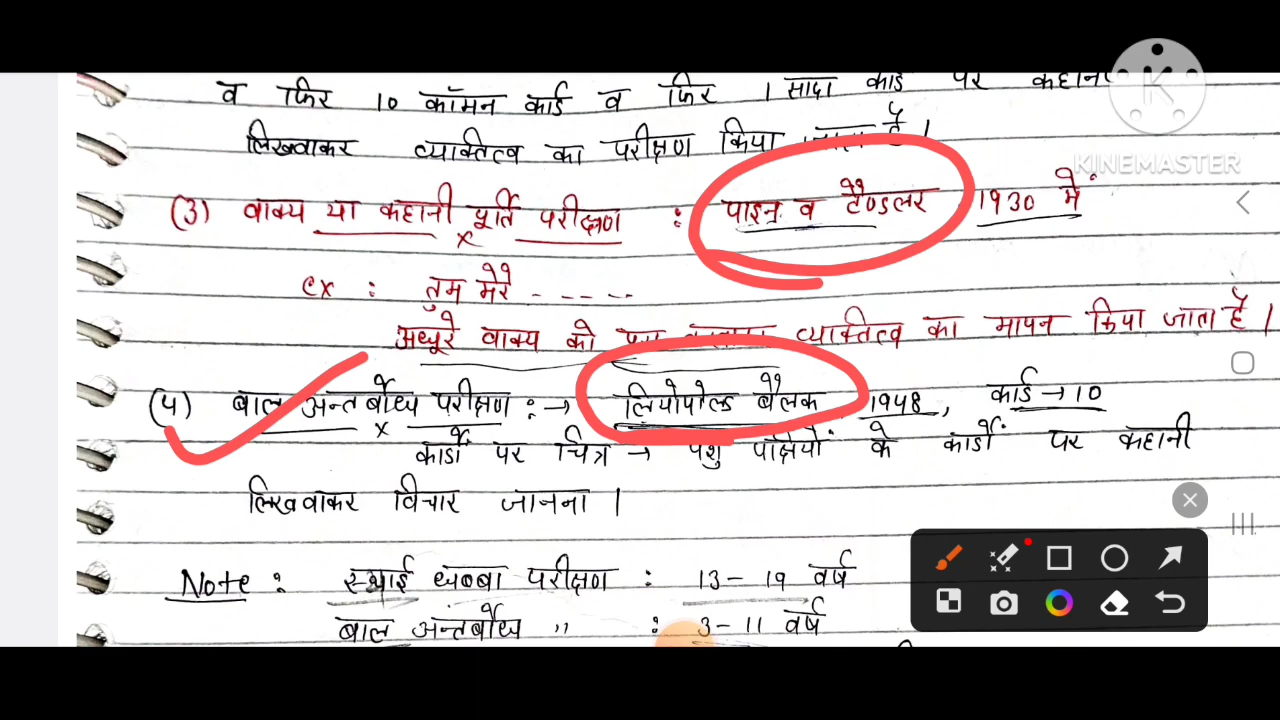 व फिर 10 कॉमन कार्ड व फिर 1 सादा कार्ड पर
लिखवाकर व्यक्तित्व का परीक्षण किया जाता है।
KINEMASTER
(3) वाक्य या कहानी पूर्ति परीक्षण : पाइन व टैण्डलर 1930 में
ex : तुम मेरे -----
अधूरे वाक्य को व्यक्तित्व का मापन किया जाता है।
(4) बाल अन्तर्बोध परीक्षण :→ लियोपोल्ड बैलक 1948, कार्ड → 10
कार्डो पर चित्र → पशु पक्षियों के कार्डों पर कहानी
लिखवाकर विचार जानना।
Note : स्याही धब्बा परीक्षण : 13 - 19 वर्ष
बाल अन्तर्बोध " : 3 - 11 वर्ष